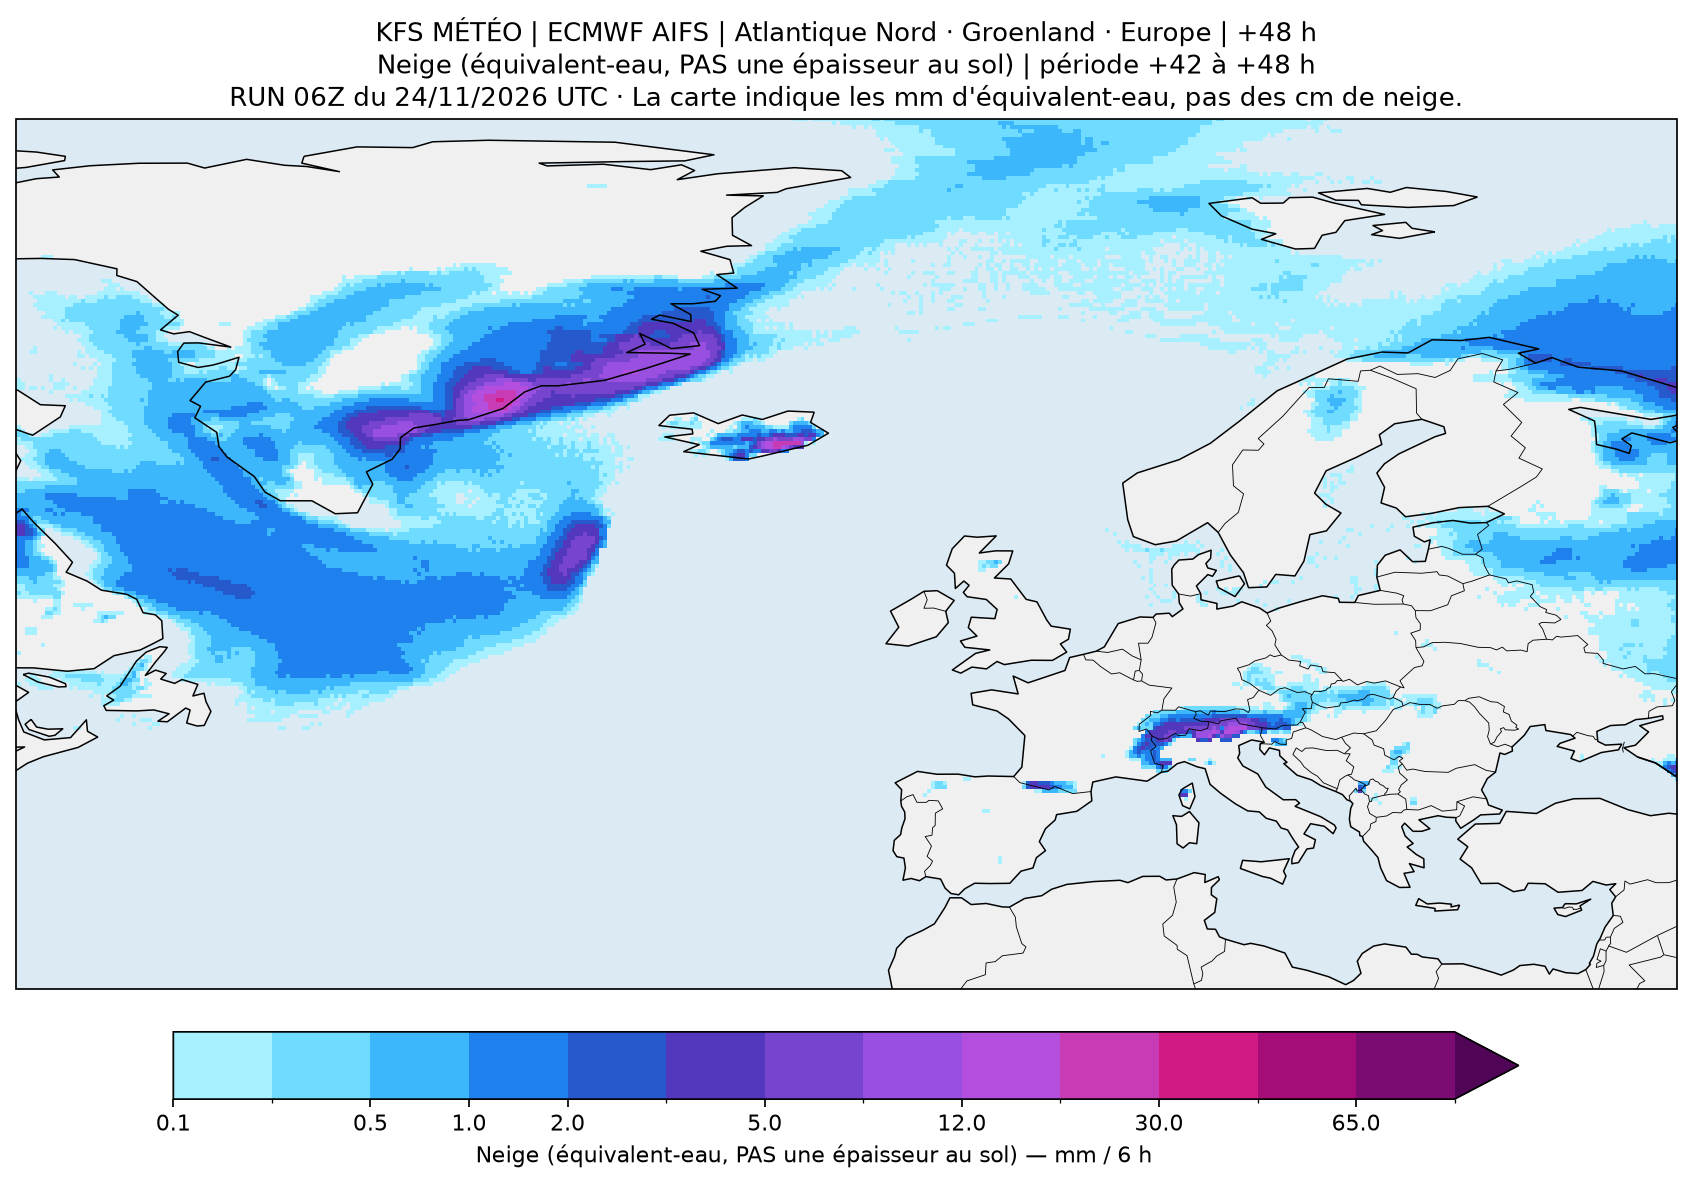 KFS MÉTÉO | ECMWF AIFS | Atlantique Nord · Groenland · Europe | +48 h
Neige (équivalent-eau, PAS une épaisseur au sol) | période +42 à +48 h
RUN 06Z du 24/11/2026 UTC · La carte indique les mm d'équivalent-eau, pas des cm de neige.
0.1 0.5 1.0 2.0 5.0 12.0 30.0 65.0
Neige (équivalent-eau, PAS une épaisseur au sol) — mm / 6 h